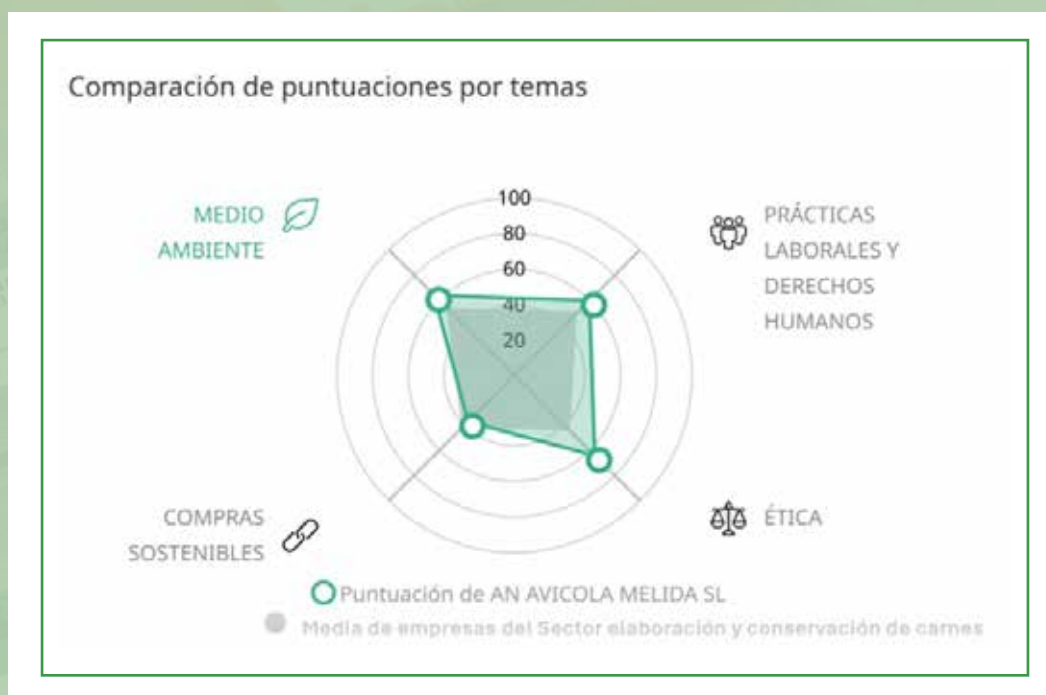 Comparación de puntuaciones por temas
MEDIO
AMBIENTE
100
80
60
40
20
PRÁCTICAS
LABORALES Y
DERECHOS
HUMANOS
COMPRAS
SOSTENIBLES
ÉTICA
Puntuación de AN AVICOLA MELIDA SL
Media de empresas del Sector elaboración y conservación de carnes